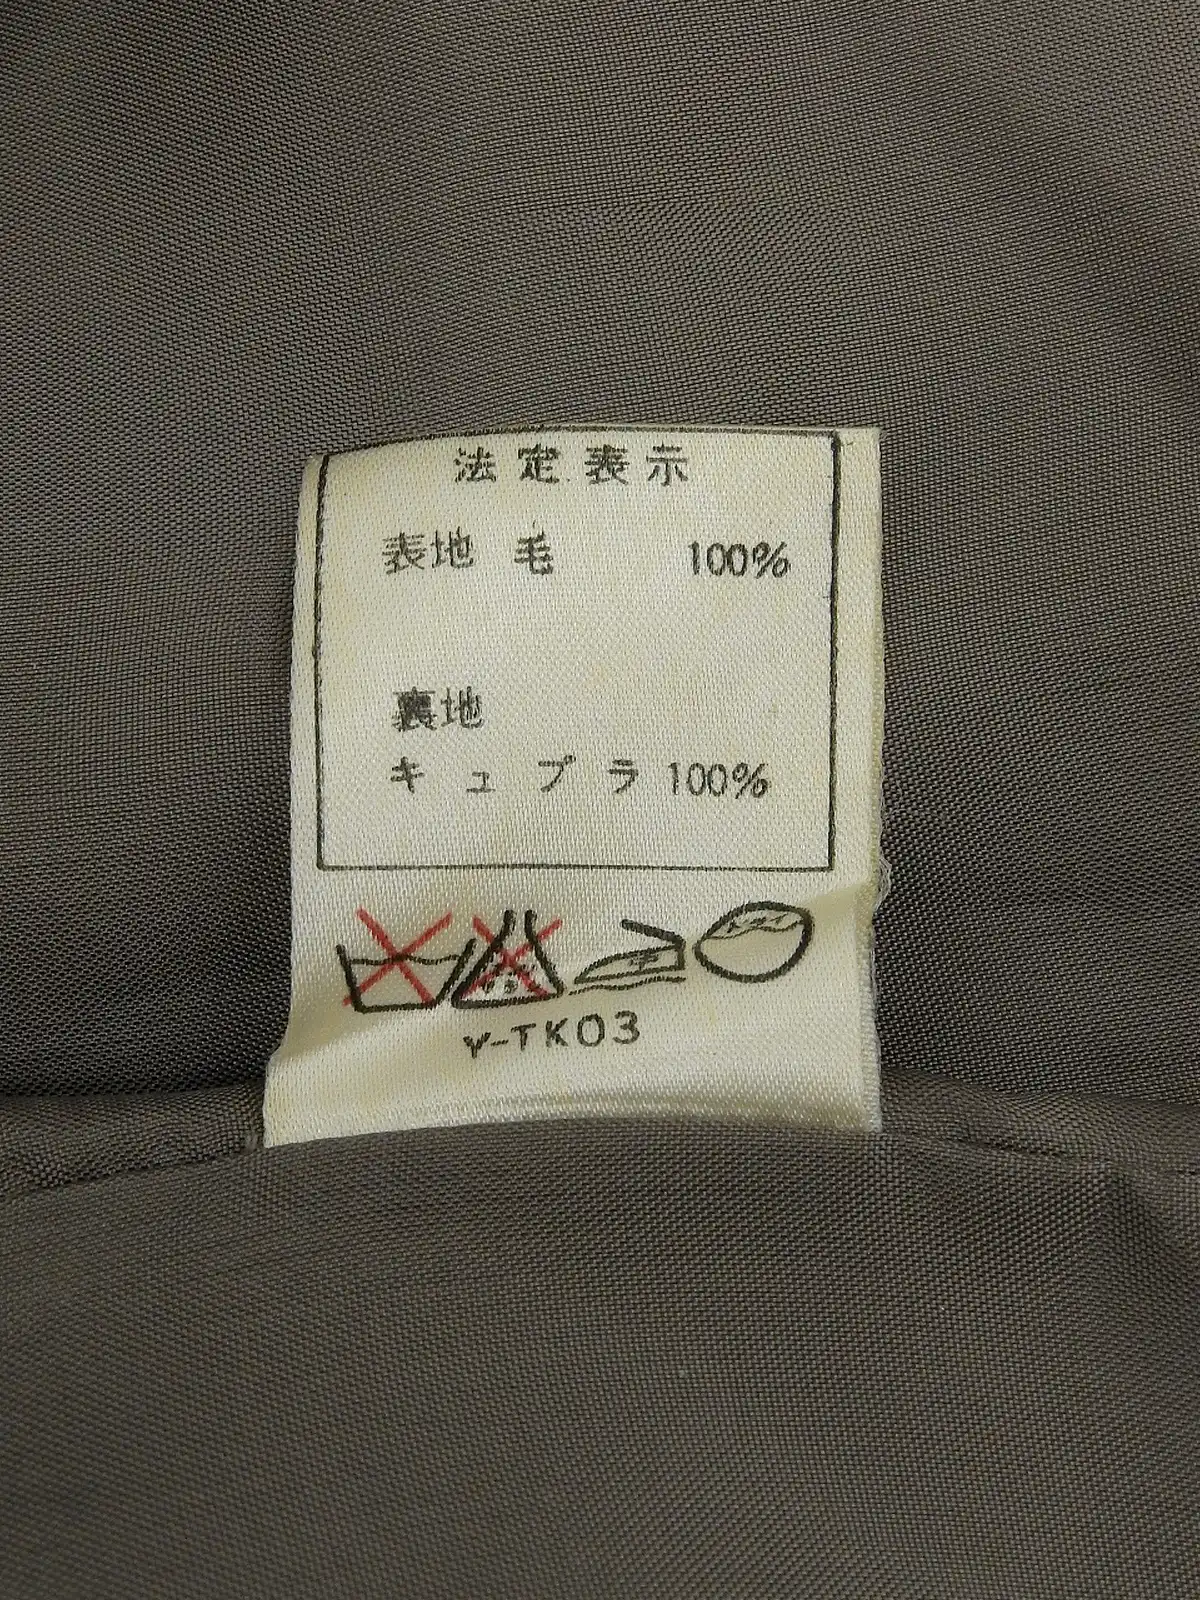 法定表示
表地 毛 100%
裏地
キュプラ 100%
Y-TK03